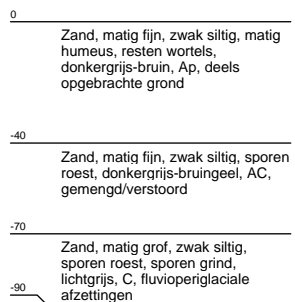 0
Zand, matig fijn, zwak siltig, matig
humeus, resten wortels,
donkergrijs-bruin, Ap, deels
opgebrachte grond
-40
Zand, matig fijn, zwak siltig, sporen
roest, donkergrijs-bruingeel, AC,
gemengd/verstoord
-70
Zand, matig grof, zwak siltig,
sporen roest, sporen grind,
lichtgrijs, C, fluvioperiglaciale
-90
afzettingen